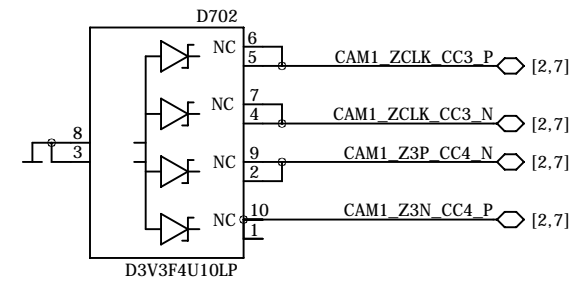 D702
NC 6
5 CAM1_ZCLK_CC3_P [2,7]
NC 7
4 CAM1_ZCLK_CC3_N [2,7]
8
3
NC 9 CAM1_Z3P_CC4_N [2,7]
2
NC 10 CAM1_Z3N_CC4_P [2,7]
1
D3V3F4U10LP